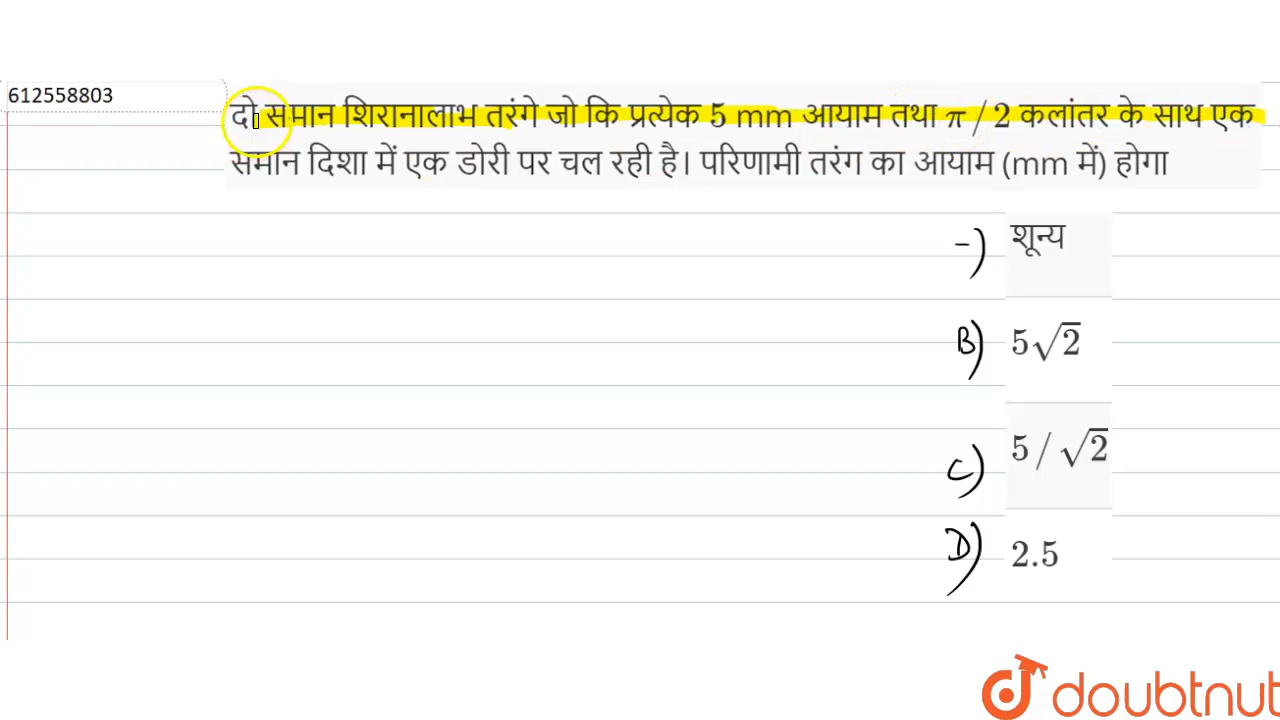 612558803
दो समान शिरानालाभ तरंगे जो कि प्रत्येक 5 mm आयाम तथा π / 2 कलांतर के साथ एक
समान दिशा में एक डोरी पर चल रही है। परिणामी तरंग का आयाम (mm में) होगा
-) शून्य
B) 5√2
C) 5 / √2
D) 2.5
doubtnut